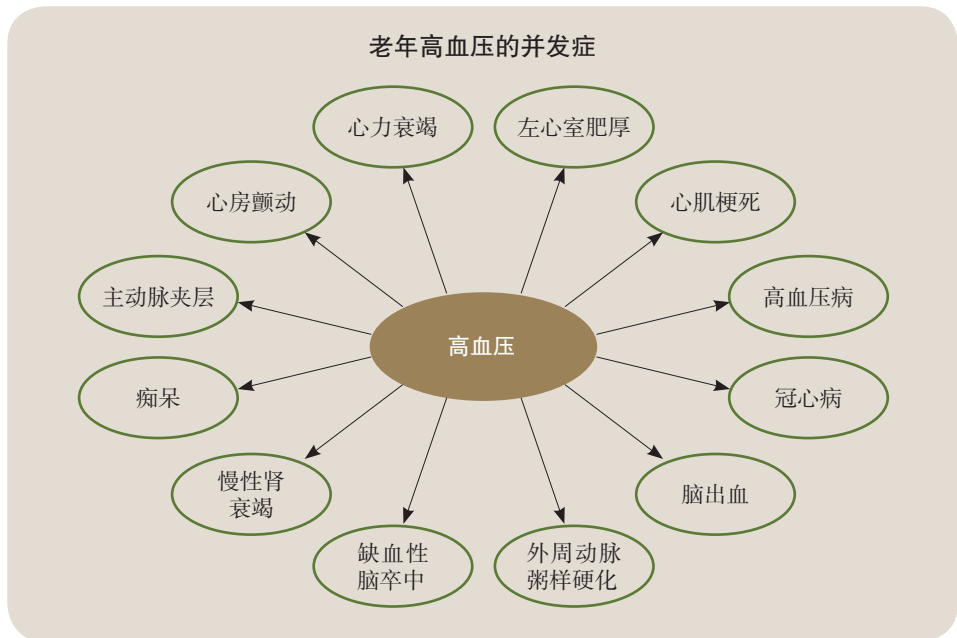 老年高血压的并发症
心力衰竭
左心室肥厚
心房颤动
心肌梗死
主动脉夹层
高血压病
高血压
痴呆
冠心病
慢性肾
衰竭
脑出血
缺血性
脑卒中
外周动脉
粥样硬化